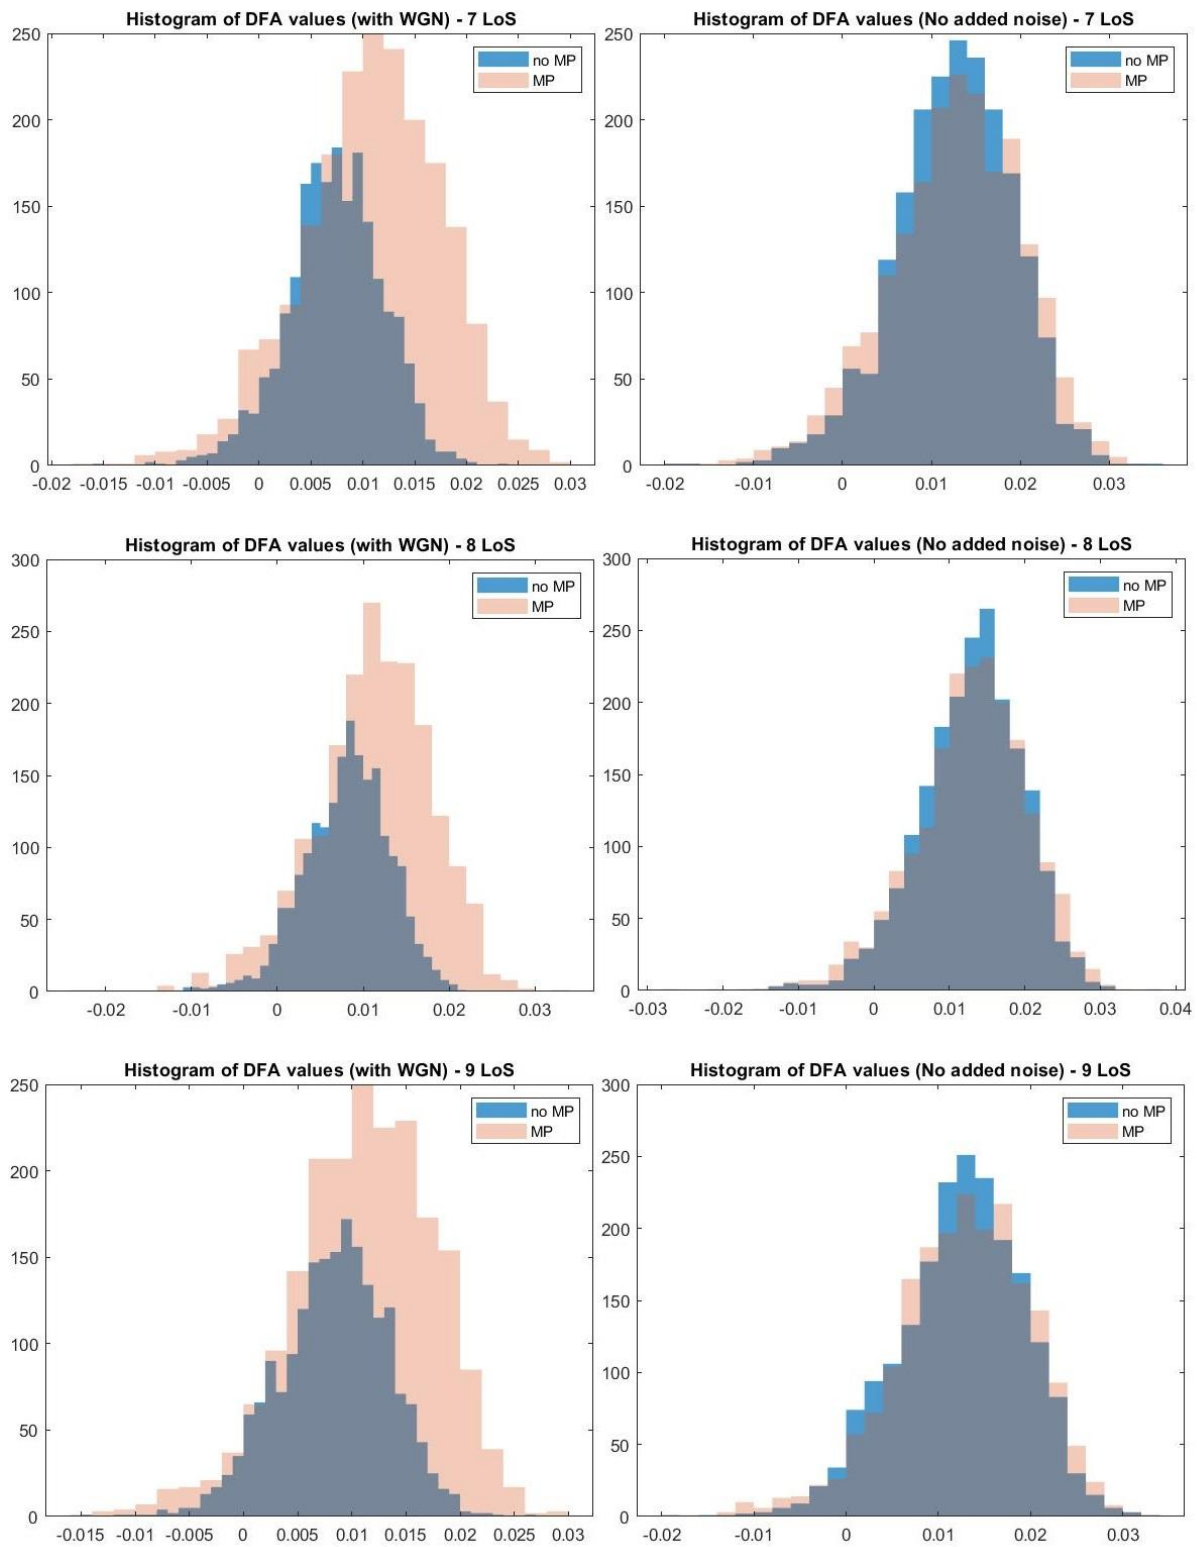 Histogram of DFA values (with WGN) - 7 LoS
250
200
150
100
50
0
-0.02 -0.015 -0.01 -0.005 0 0.005 0.01 0.015 0.02 0.025 0.03
no MP
MP
Histogram of DFA values (No added noise) - 7 LoS
250
200
150
100
50
0
-0.02 -0.01 0 0.01 0.02 0.03
no MP
MP
Histogram of DFA values (with WGN) - 8 LoS
300
250
200
150
100
50
0
-0.02 -0.01 0 0.01 0.02 0.03
no MP
MP
Histogram of DFA values (No added noise) - 8 LoS
300
250
200
150
100
50
0
-0.03 -0.02 -0.01 0 0.01 0.02 0.03 0.04
no MP
MP
Histogram of DFA values (with WGN) - 9 LoS
250
200
150
100
50
0
-0.015 -0.01 -0.005 0 0.005 0.01 0.015 0.02 0.025 0.03
no MP
MP
Histogram of DFA values (No added noise) - 9 LoS
300
250
200
150
100
50
0
-0.02 -0.01 0 0.01 0.02 0.03
no MP
MP